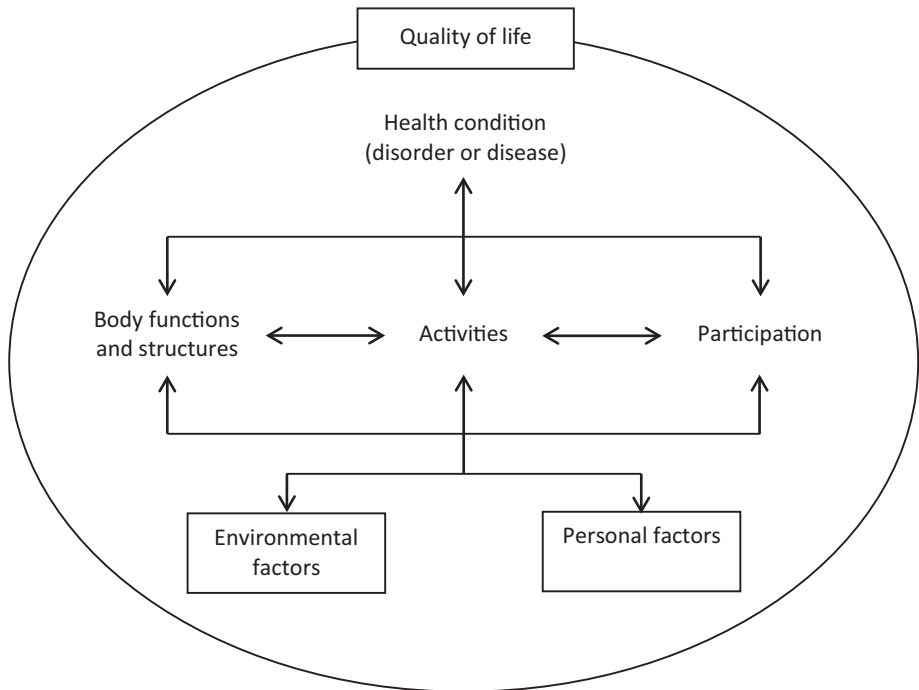 Quality of life
Health condition
(disorder or disease)
Body functions
and structures
Activities
Participation
Environmental
factors
Personal factors